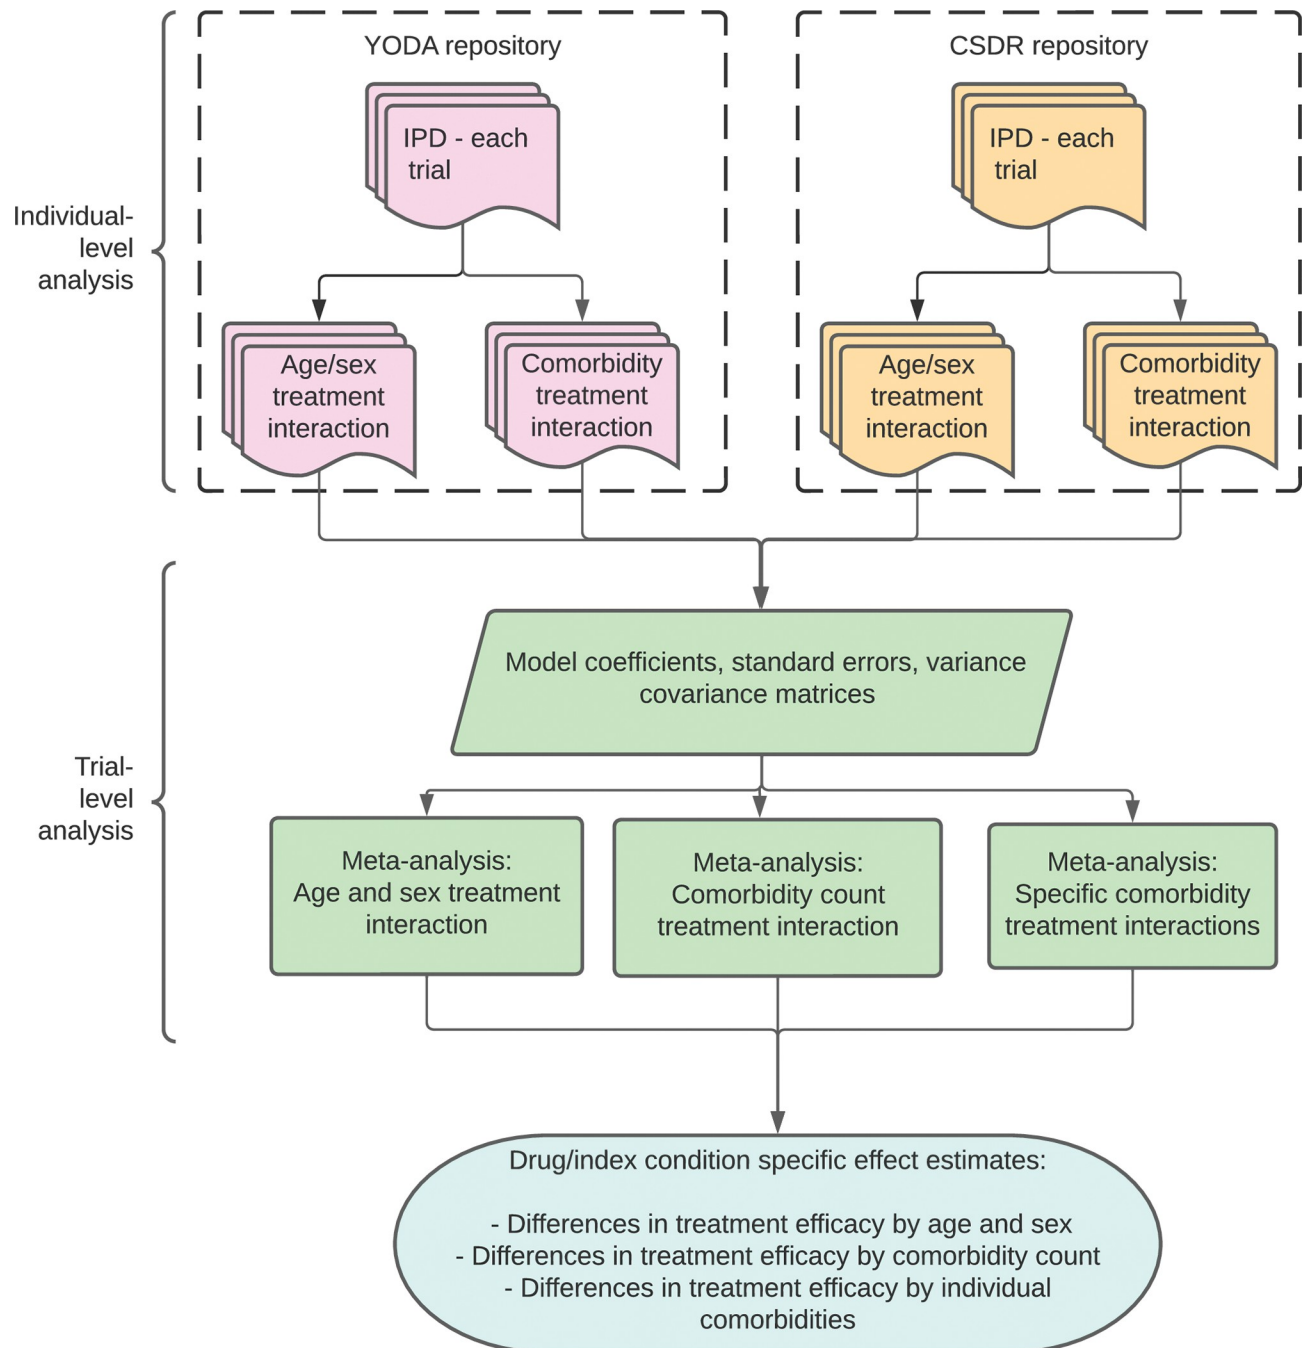 YODA repository
CSDR repository
IPD - each
trial
IPD - each
trial
Individual-
level
analysis
Age/sex
treatment
interaction
Comorbidity
treatment
interaction
Age/sex
treatment
interaction
Comorbidity
treatment
interaction
Model coefficients, standard errors, variance
covariance matrices
Trial-
level
analysis
Meta-analysis:
Age and sex treatment
interaction
Meta-analysis:
Comorbidity count
treatment interaction
Meta-analysis:
Specific comorbidity
treatment interactions
Drug/index condition specific effect estimates:
- Differences in treatment efficacy by age and sex
- Differences in treatment efficacy by comorbidity count
- Differences in treatment efficacy by individual
comorbidities